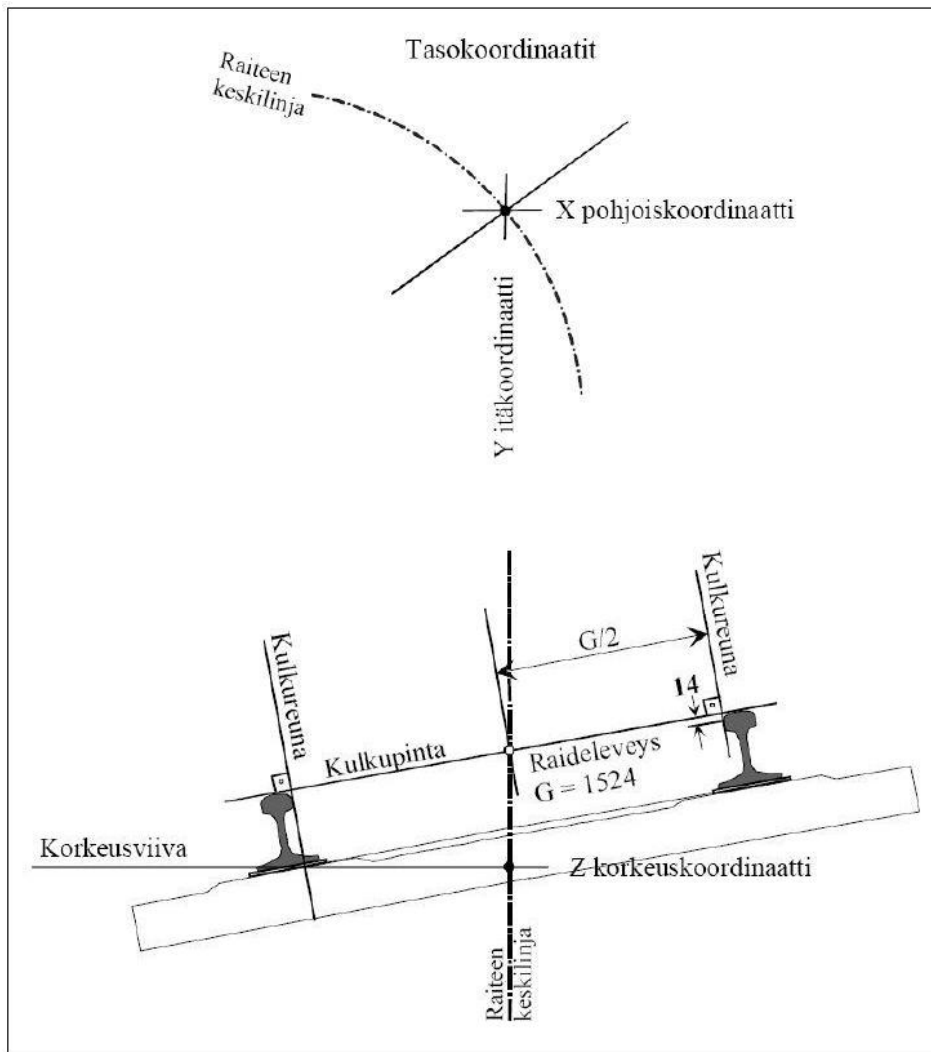 Tasokoordinaatit
Raiteen
keskilinja
X pohjoiskoordinaatti
Y itäkoordinaatti
Kulkureuna
G/2
Kulkureuna
14
Kulkupinta
Raideleveys
G = 1524
Korkeusviiva
Z korkeuskoordinaatti
Raiteen
keskilinja